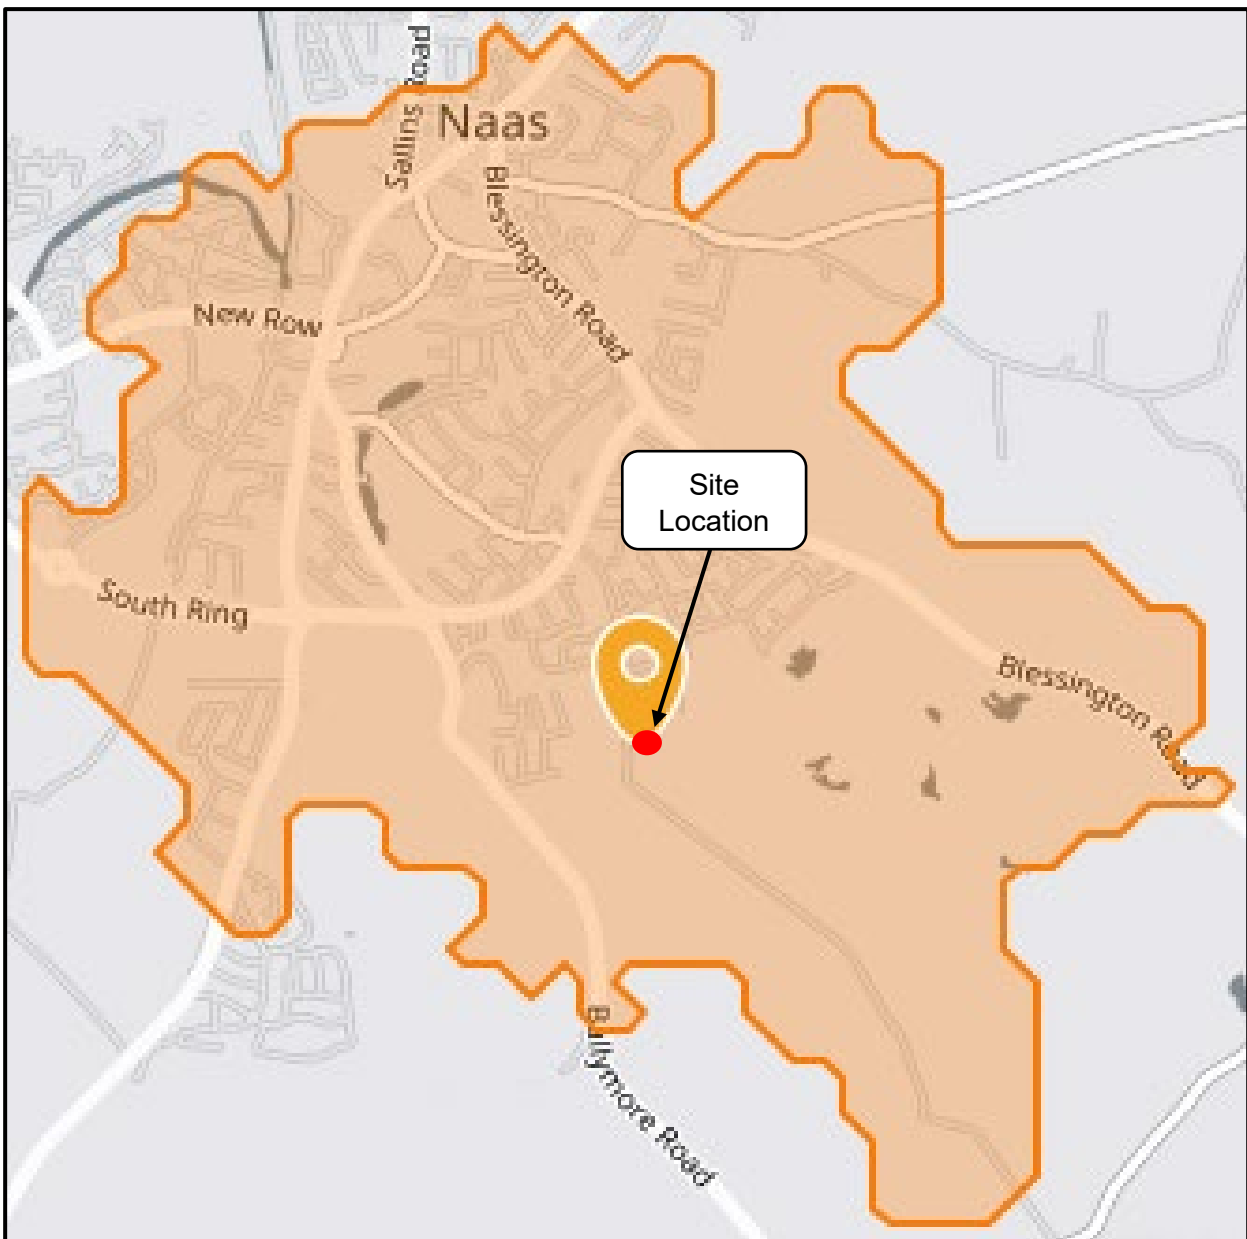 Sallins Road
Naas
Blessington Road
New Row
Site
Location
South Ring
Blessington Road
Ballymore Road